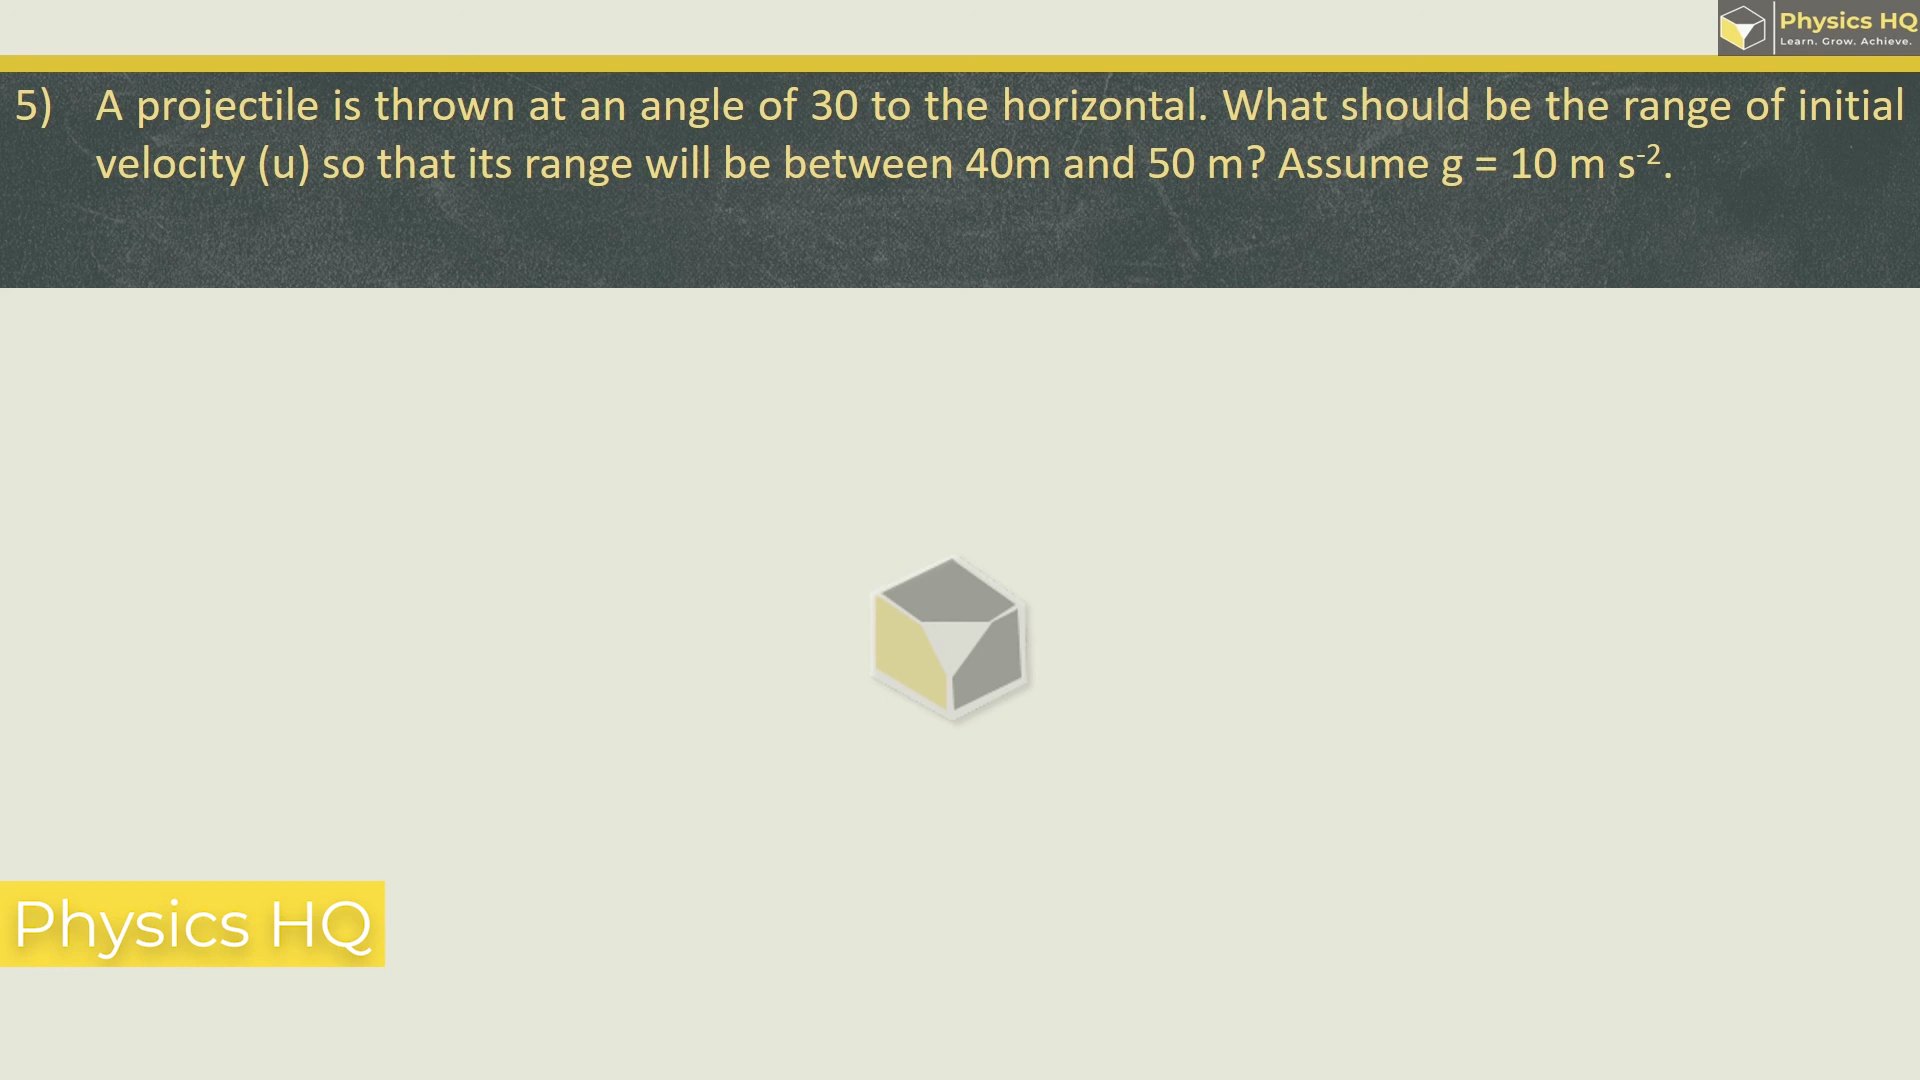 Physics HQ
Learn. Grow. Achieve.
5) A projectile is thrown at an angle of 30 to the horizontal. What should be the range of initial
velocity (u) so that its range will be between 40m and 50 m? Assume g = 10 m s⁻².
Physics HQ